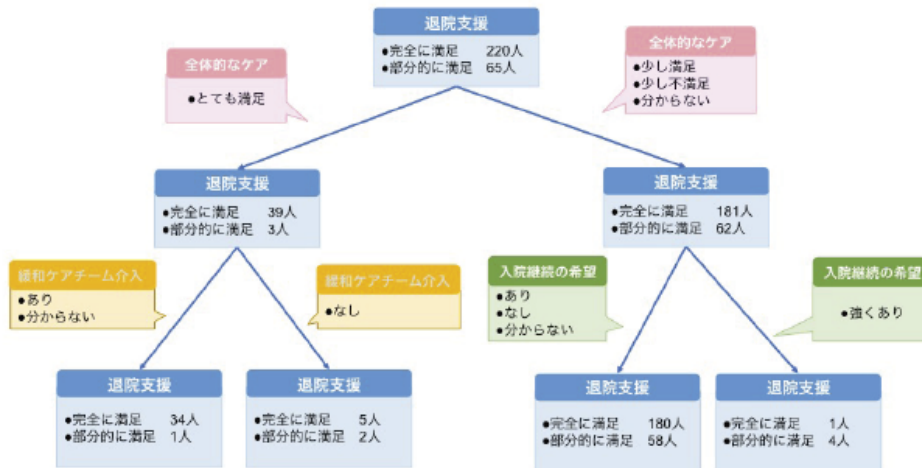 退院支援
●完全に満足 220人
●部分的に満足 65人
全体的なケア
●とても満足
全体的なケア
●少し満足
●少し不満足
●分からない
退院支援
●完全に満足 39人
●部分的に満足 3人
退院支援
●完全に満足 181人
●部分的に満足 62人
緩和ケアチーム介入
●あり
●分からない
緩和ケアチーム介入
●なし
入院継続の希望
●あり
●なし
●分からない
入院継続の希望
●強くあり
退院支援
●完全に満足 34人
●部分的に満足 1人
退院支援
●完全に満足 5人
●部分的に満足 2人
退院支援
●完全に満足 180人
●部分的に満足 58人
退院支援
●完全に満足 1人
●部分的に満足 4人